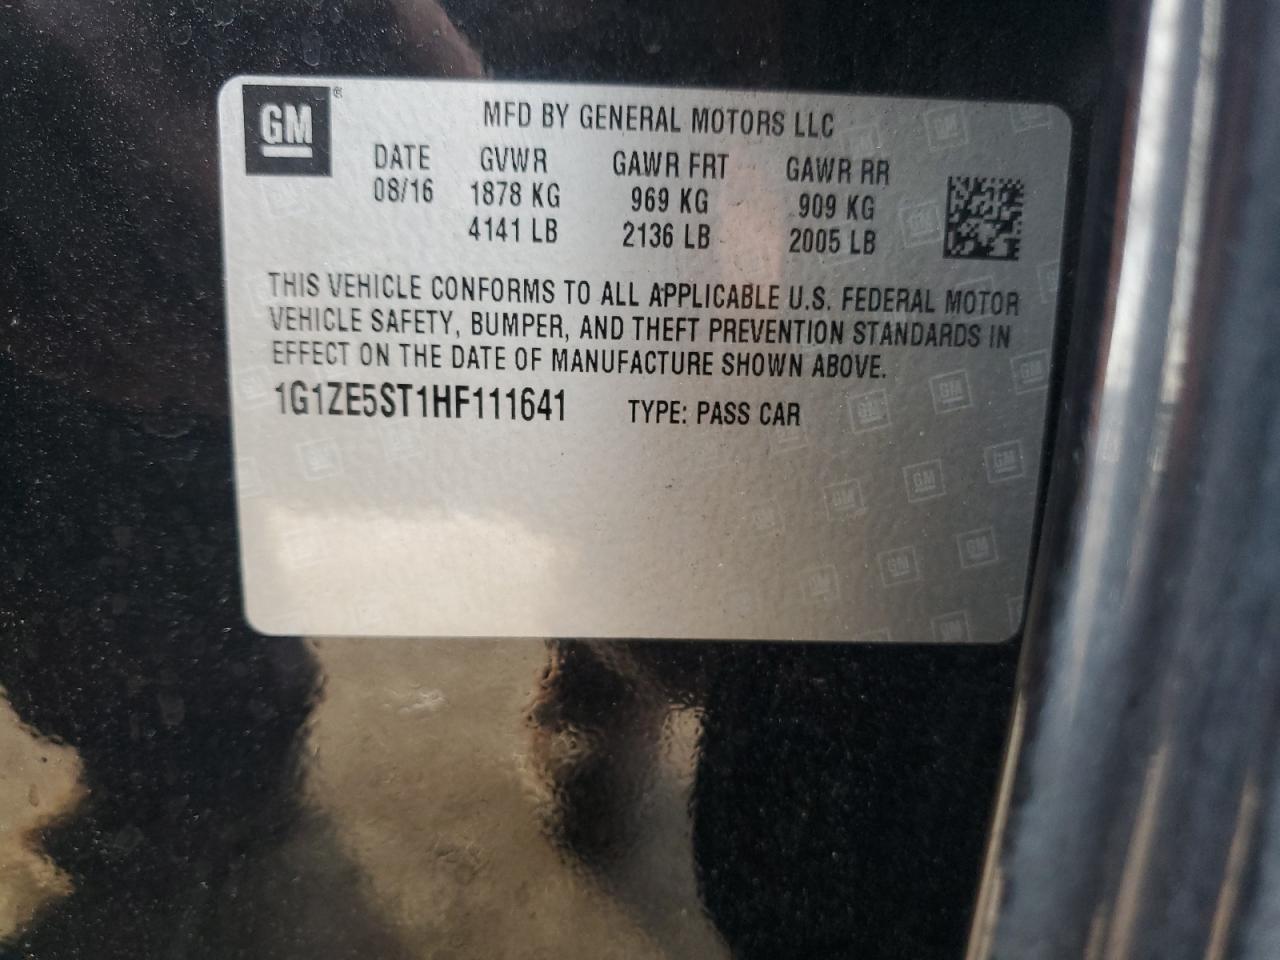 GM ®
MFD BY GENERAL MOTORS LLC
DATE GVWR GAWR FRT GAWR RR
08/16 1878 KG 969 KG 909 KG
4141 LB 2136 LB 2005 LB
THIS VEHICLE CONFORMS TO ALL APPLICABLE U.S. FEDERAL MOTOR
VEHICLE SAFETY, BUMPER, AND THEFT PREVENTION STANDARDS IN
EFFECT ON THE DATE OF MANUFACTURE SHOWN ABOVE.
1G1ZE5ST1HF111641 TYPE: PASS CAR